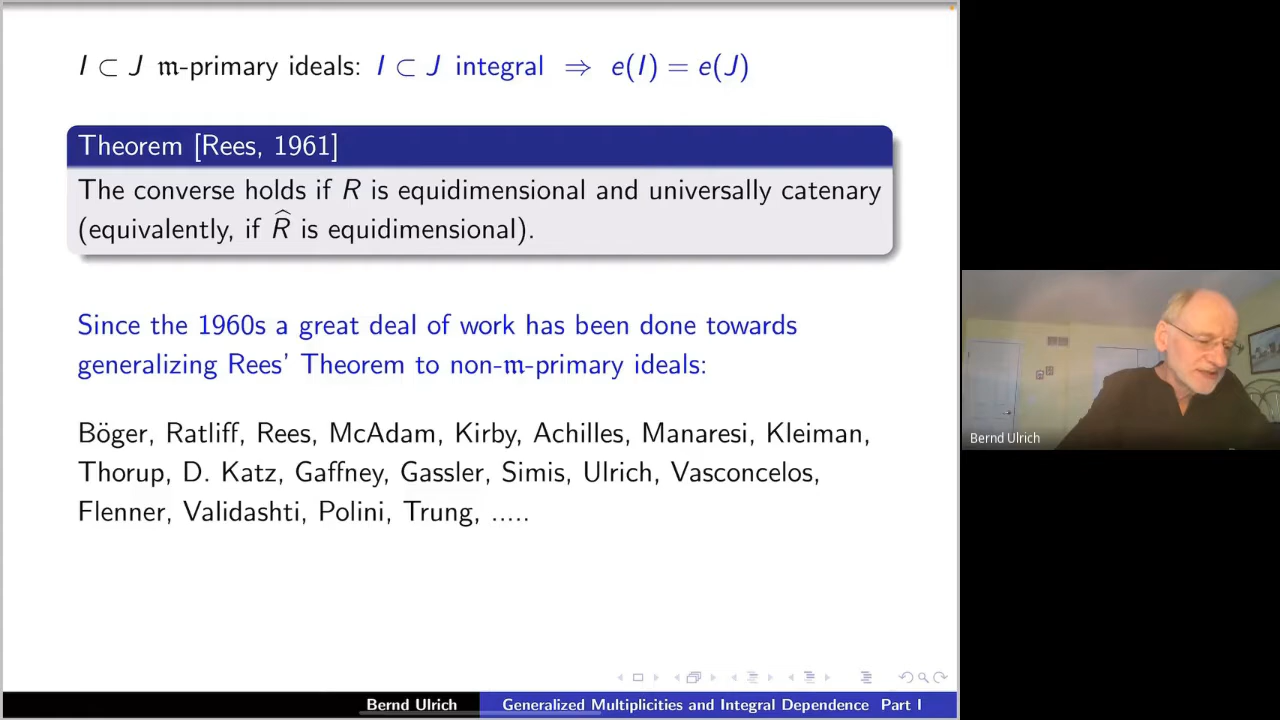 I ⊂ J 𝔪-primary ideals: I ⊂ J integral ⇒ e(I) = e(J)
Theorem [Rees, 1961]
The converse holds if R is equidimensional and universally catenary
(equivalently, if R̂ is equidimensional).
Since the 1960s a great deal of work has been done towards
generalizing Rees' Theorem to non-𝔪-primary ideals:
Böger, Ratliff, Rees, McAdam, Kirby, Achilles, Manaresi, Kleiman,
Thorup, D. Katz, Gaffney, Gassler, Simis, Ulrich, Vasconcelos,
Flenner, Validashti, Polini, Trung, .....
Bernd Ulrich
Bernd Ulrich Generalized Multiplicities and Integral Dependence Part I